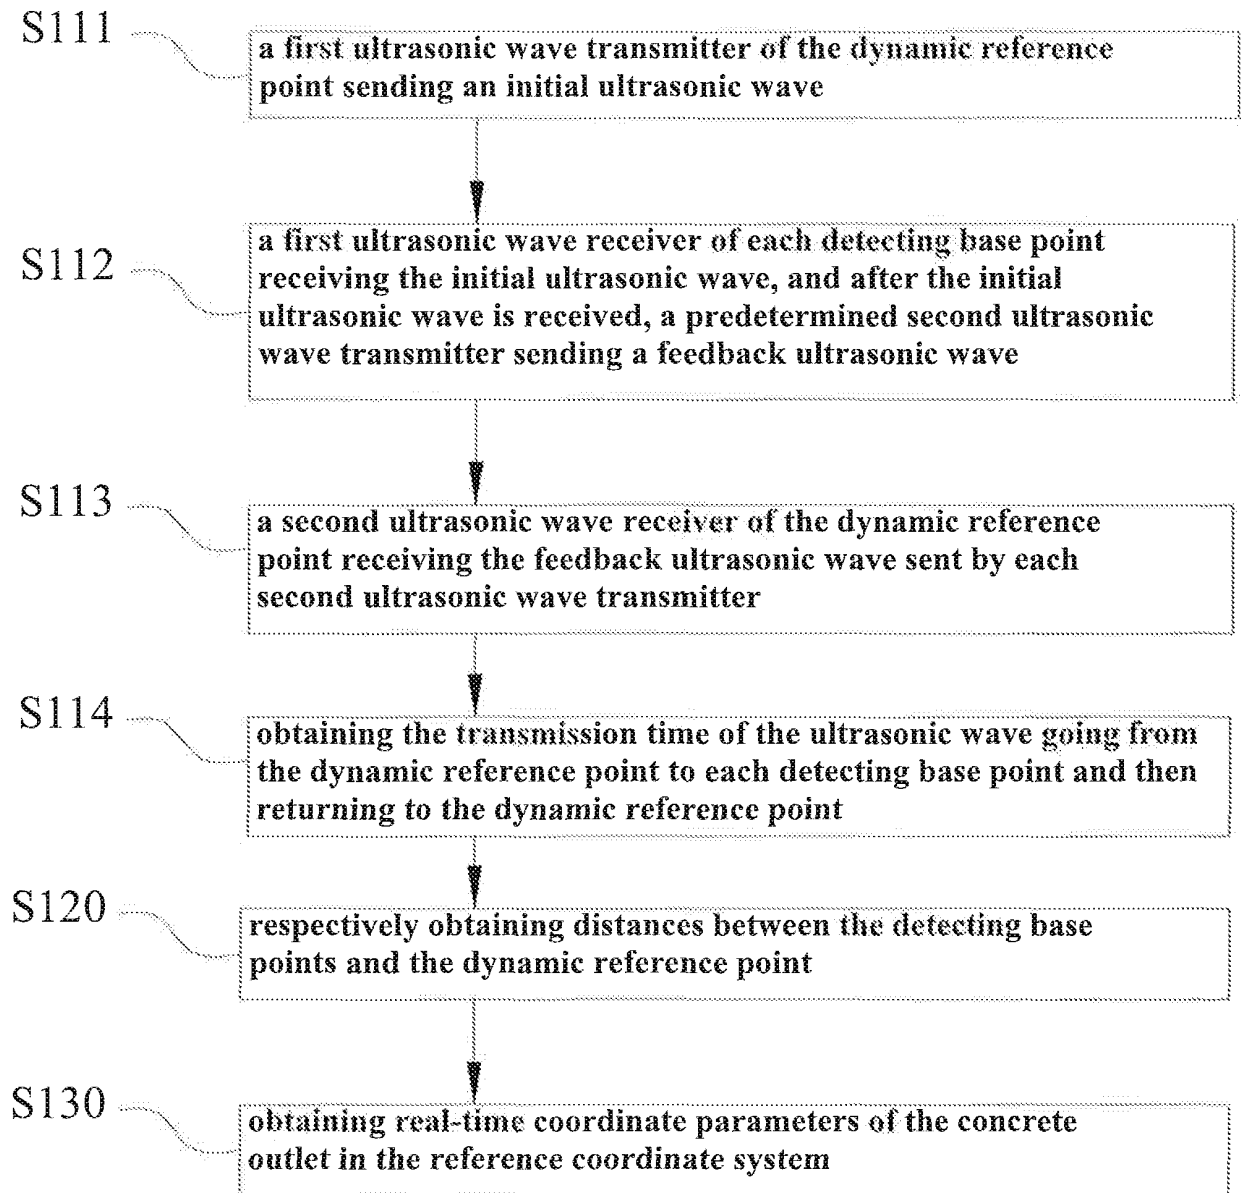 S111
a first ultrasonic wave transmitter of the dynamic reference
point sending an initial ultrasonic wave
S112
a first ultrasonic wave receiver of each detecting base point
receiving the initial ultrasonic wave, and after the initial
ultrasonic wave is received, a predetermined second ultrasonic
wave transmitter sending a feedback ultrasonic wave
S113
a second ultrasonic wave receiver of the dynamic reference
point receiving the feedback ultrasonic wave sent by each
second ultrasonic wave transmitter
S114
obtaining the transmission time of the ultrasonic wave going from
the dynamic reference point to each detecting base point and then
returning to the dynamic reference point
S120
respectively obtaining distances between the detecting base
points and the dynamic reference point
S130
obtaining real-time coordinate parameters of the concrete
outlet in the reference coordinate system